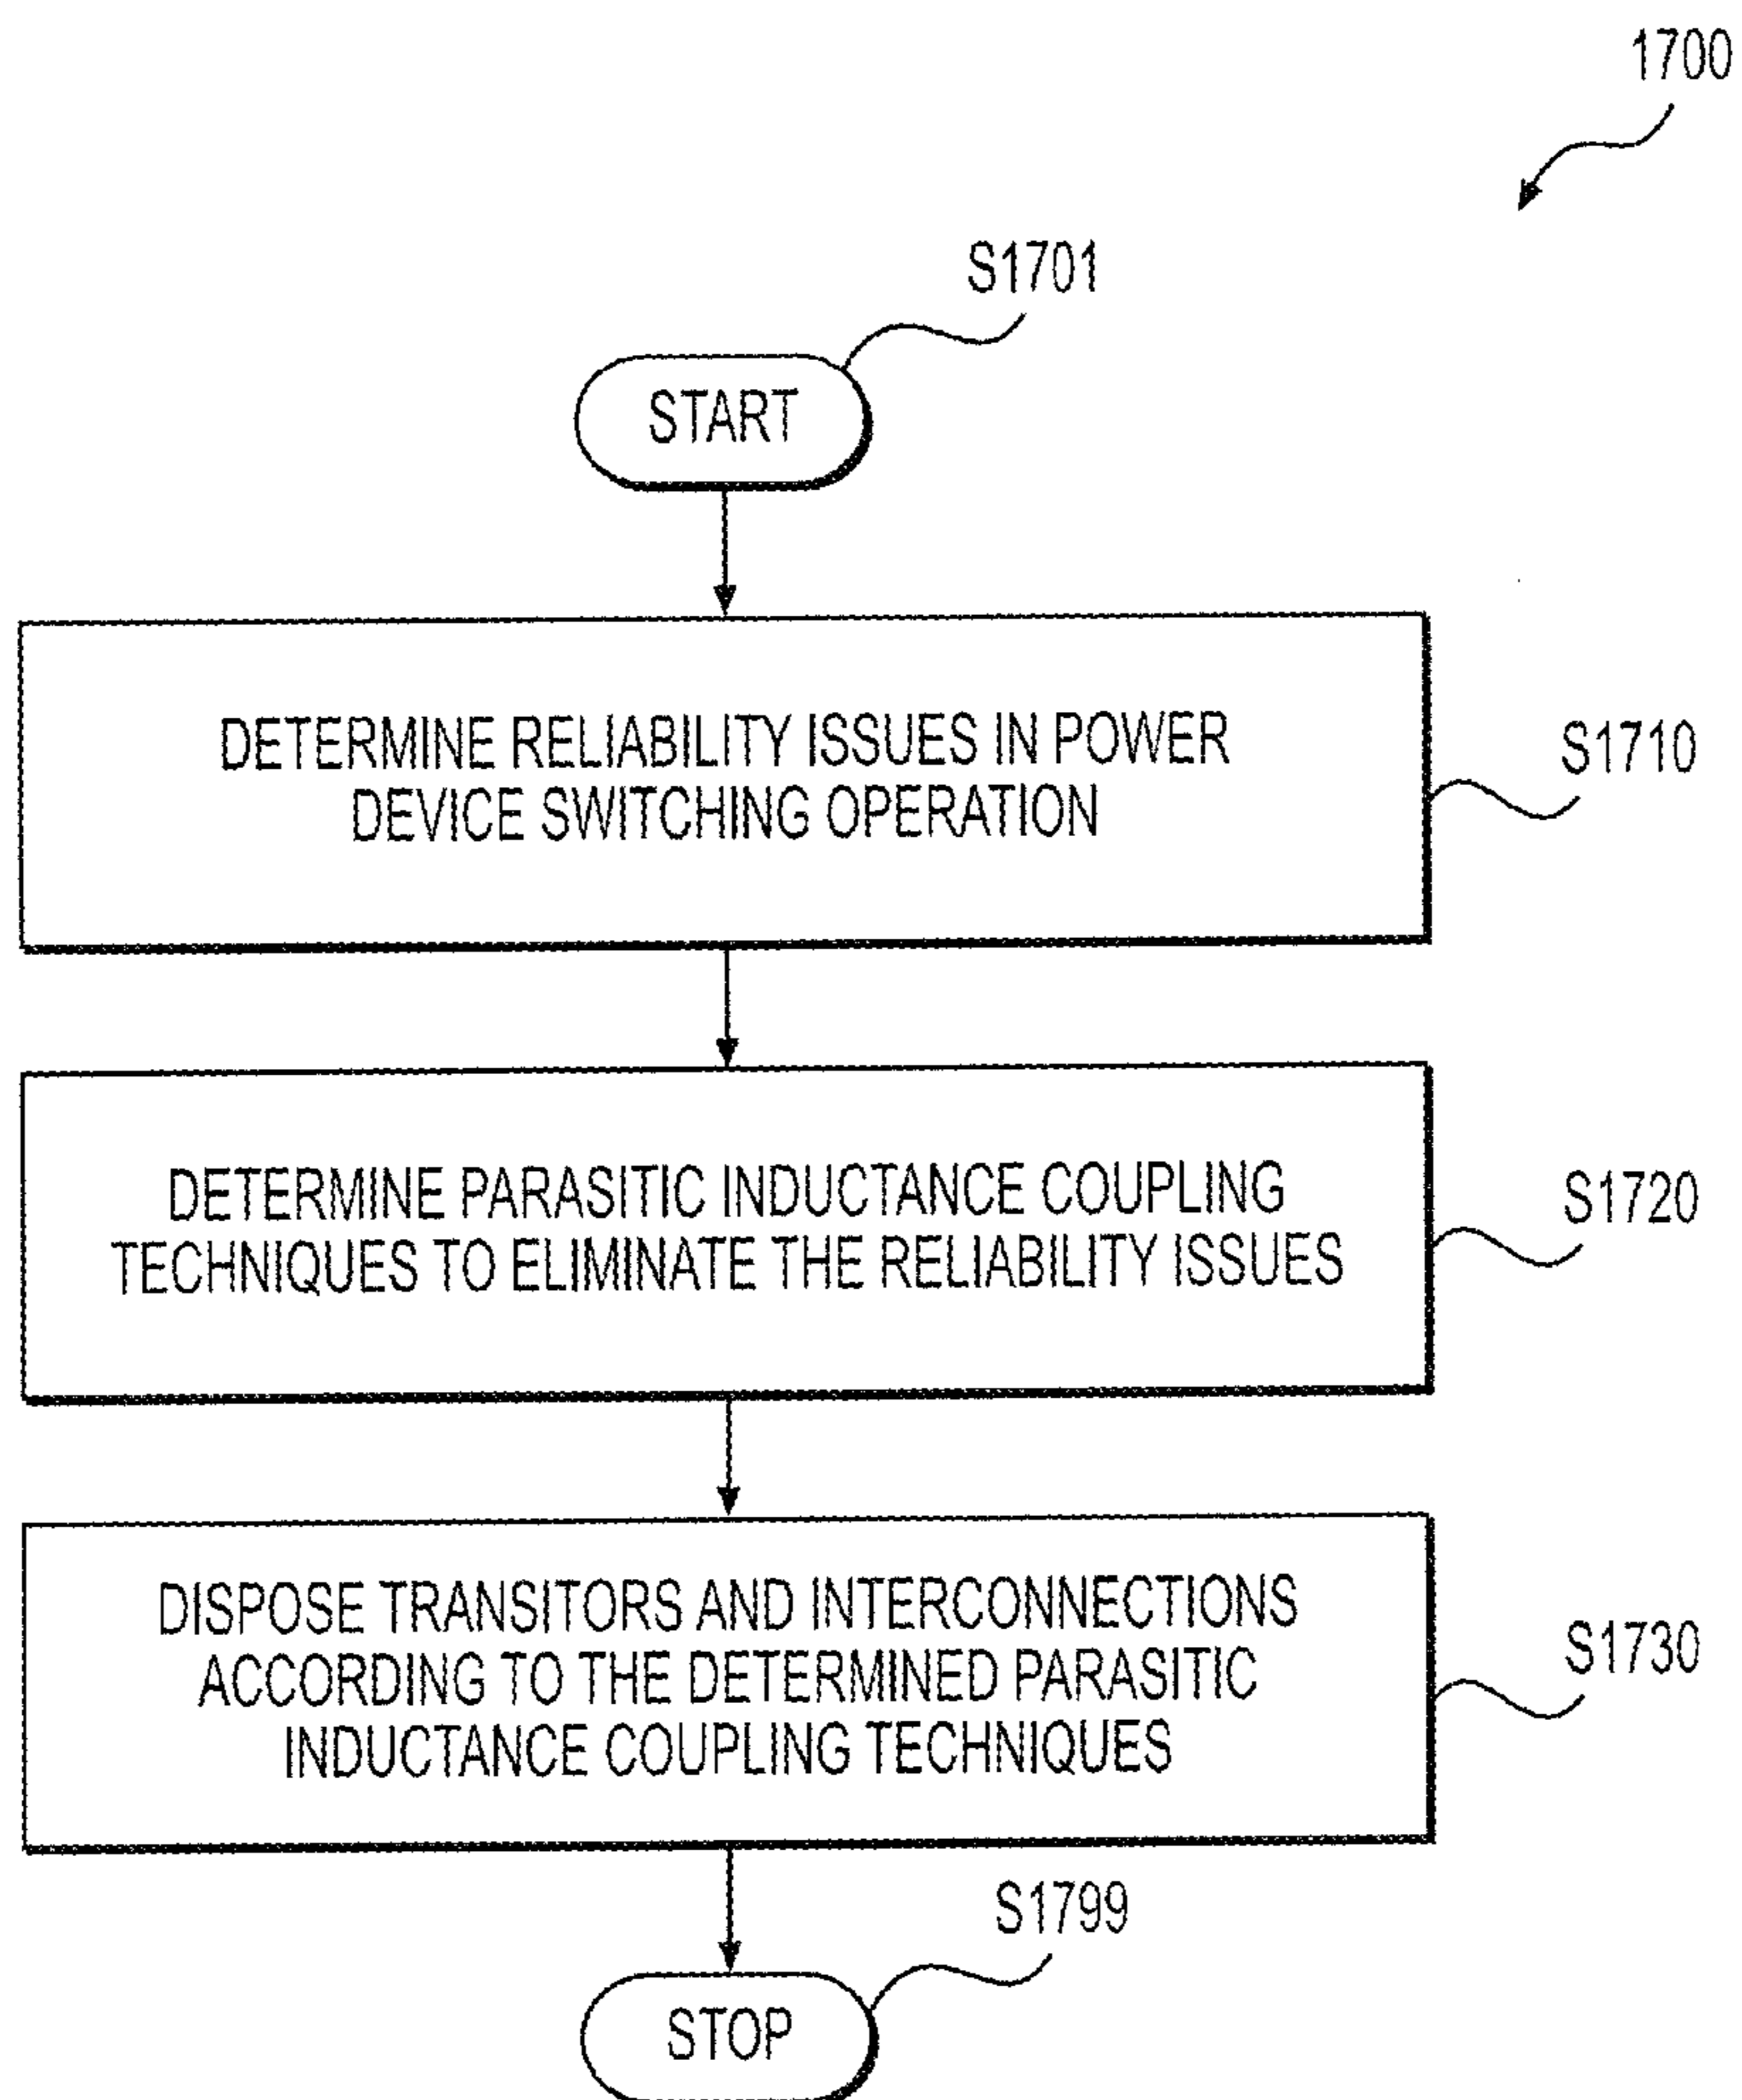 1700
S1701
START
DETERMINE RELIABILITY ISSUES IN POWER
DEVICE SWITCHING OPERATION
S1710
DETERMINE PARASITIC INDUCTANCE COUPLING
TECHNIQUES TO ELIMINATE THE RELIABILITY ISSUES
S1720
DISPOSE TRANSITORS AND INTERCONNECTIONS
ACCORDING TO THE DETERMINED PARASITIC
INDUCTANCE COUPLING TECHNIQUES
S1730
S1799
STOP